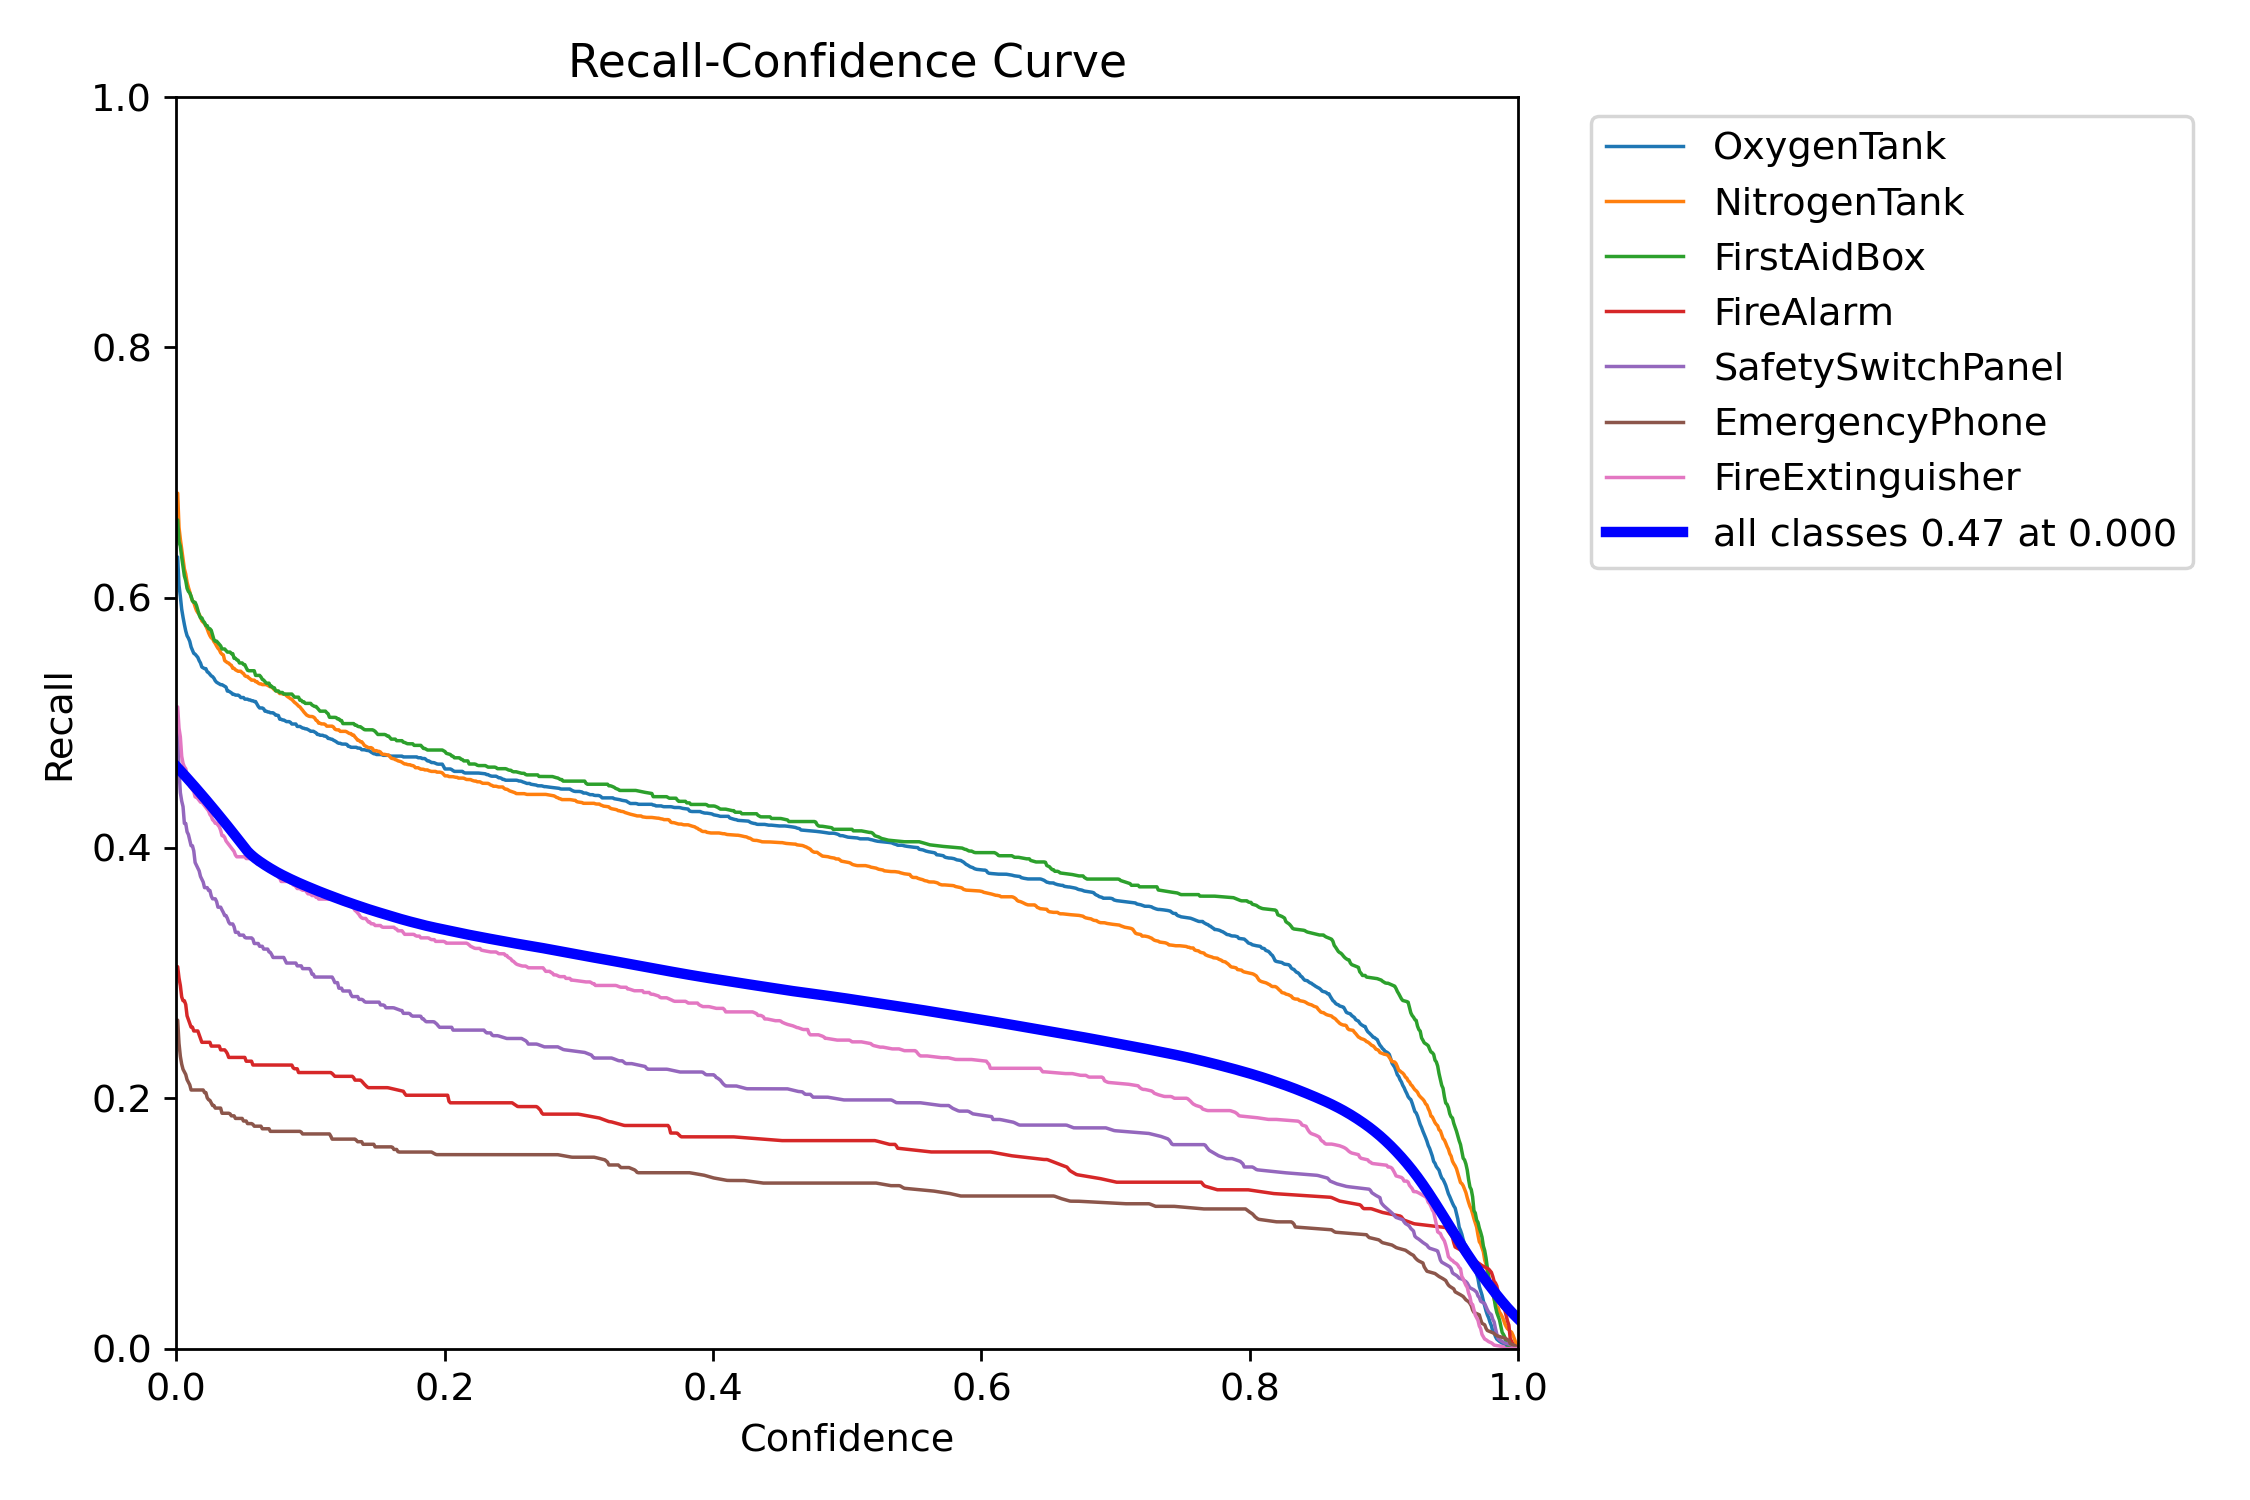 Recall-Confidence Curve
1.0
0.8
0.6
0.4
0.2
0.0
Recall
0.0 0.2 0.4 0.6 0.8 1.0
Confidence
OxygenTank
NitrogenTank
FirstAidBox
FireAlarm
SafetySwitchPanel
EmergencyPhone
FireExtinguisher
all classes 0.47 at 0.000